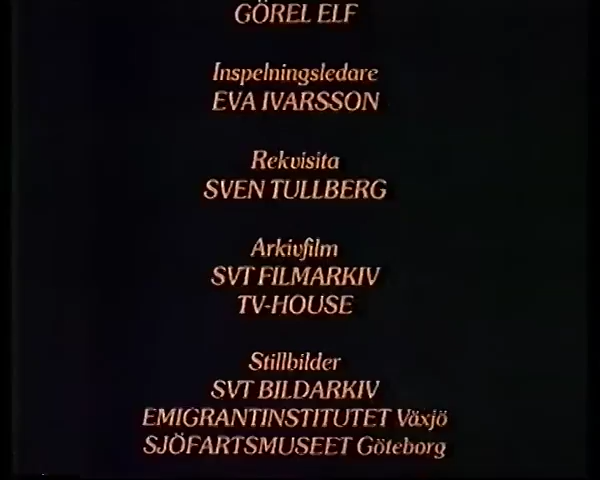 GÖREL ELF
Inspelningsledare
EVA IVARSSON
Rekvisita
SVEN TULLBERG
Arkivfilm
SVT FILMARKIV
TV-HOUSE
Stillbilder
SVT BILDARKIV
EMIGRANTINSTITUTET Växjö
SJÖFARTSMUSEET Göteborg